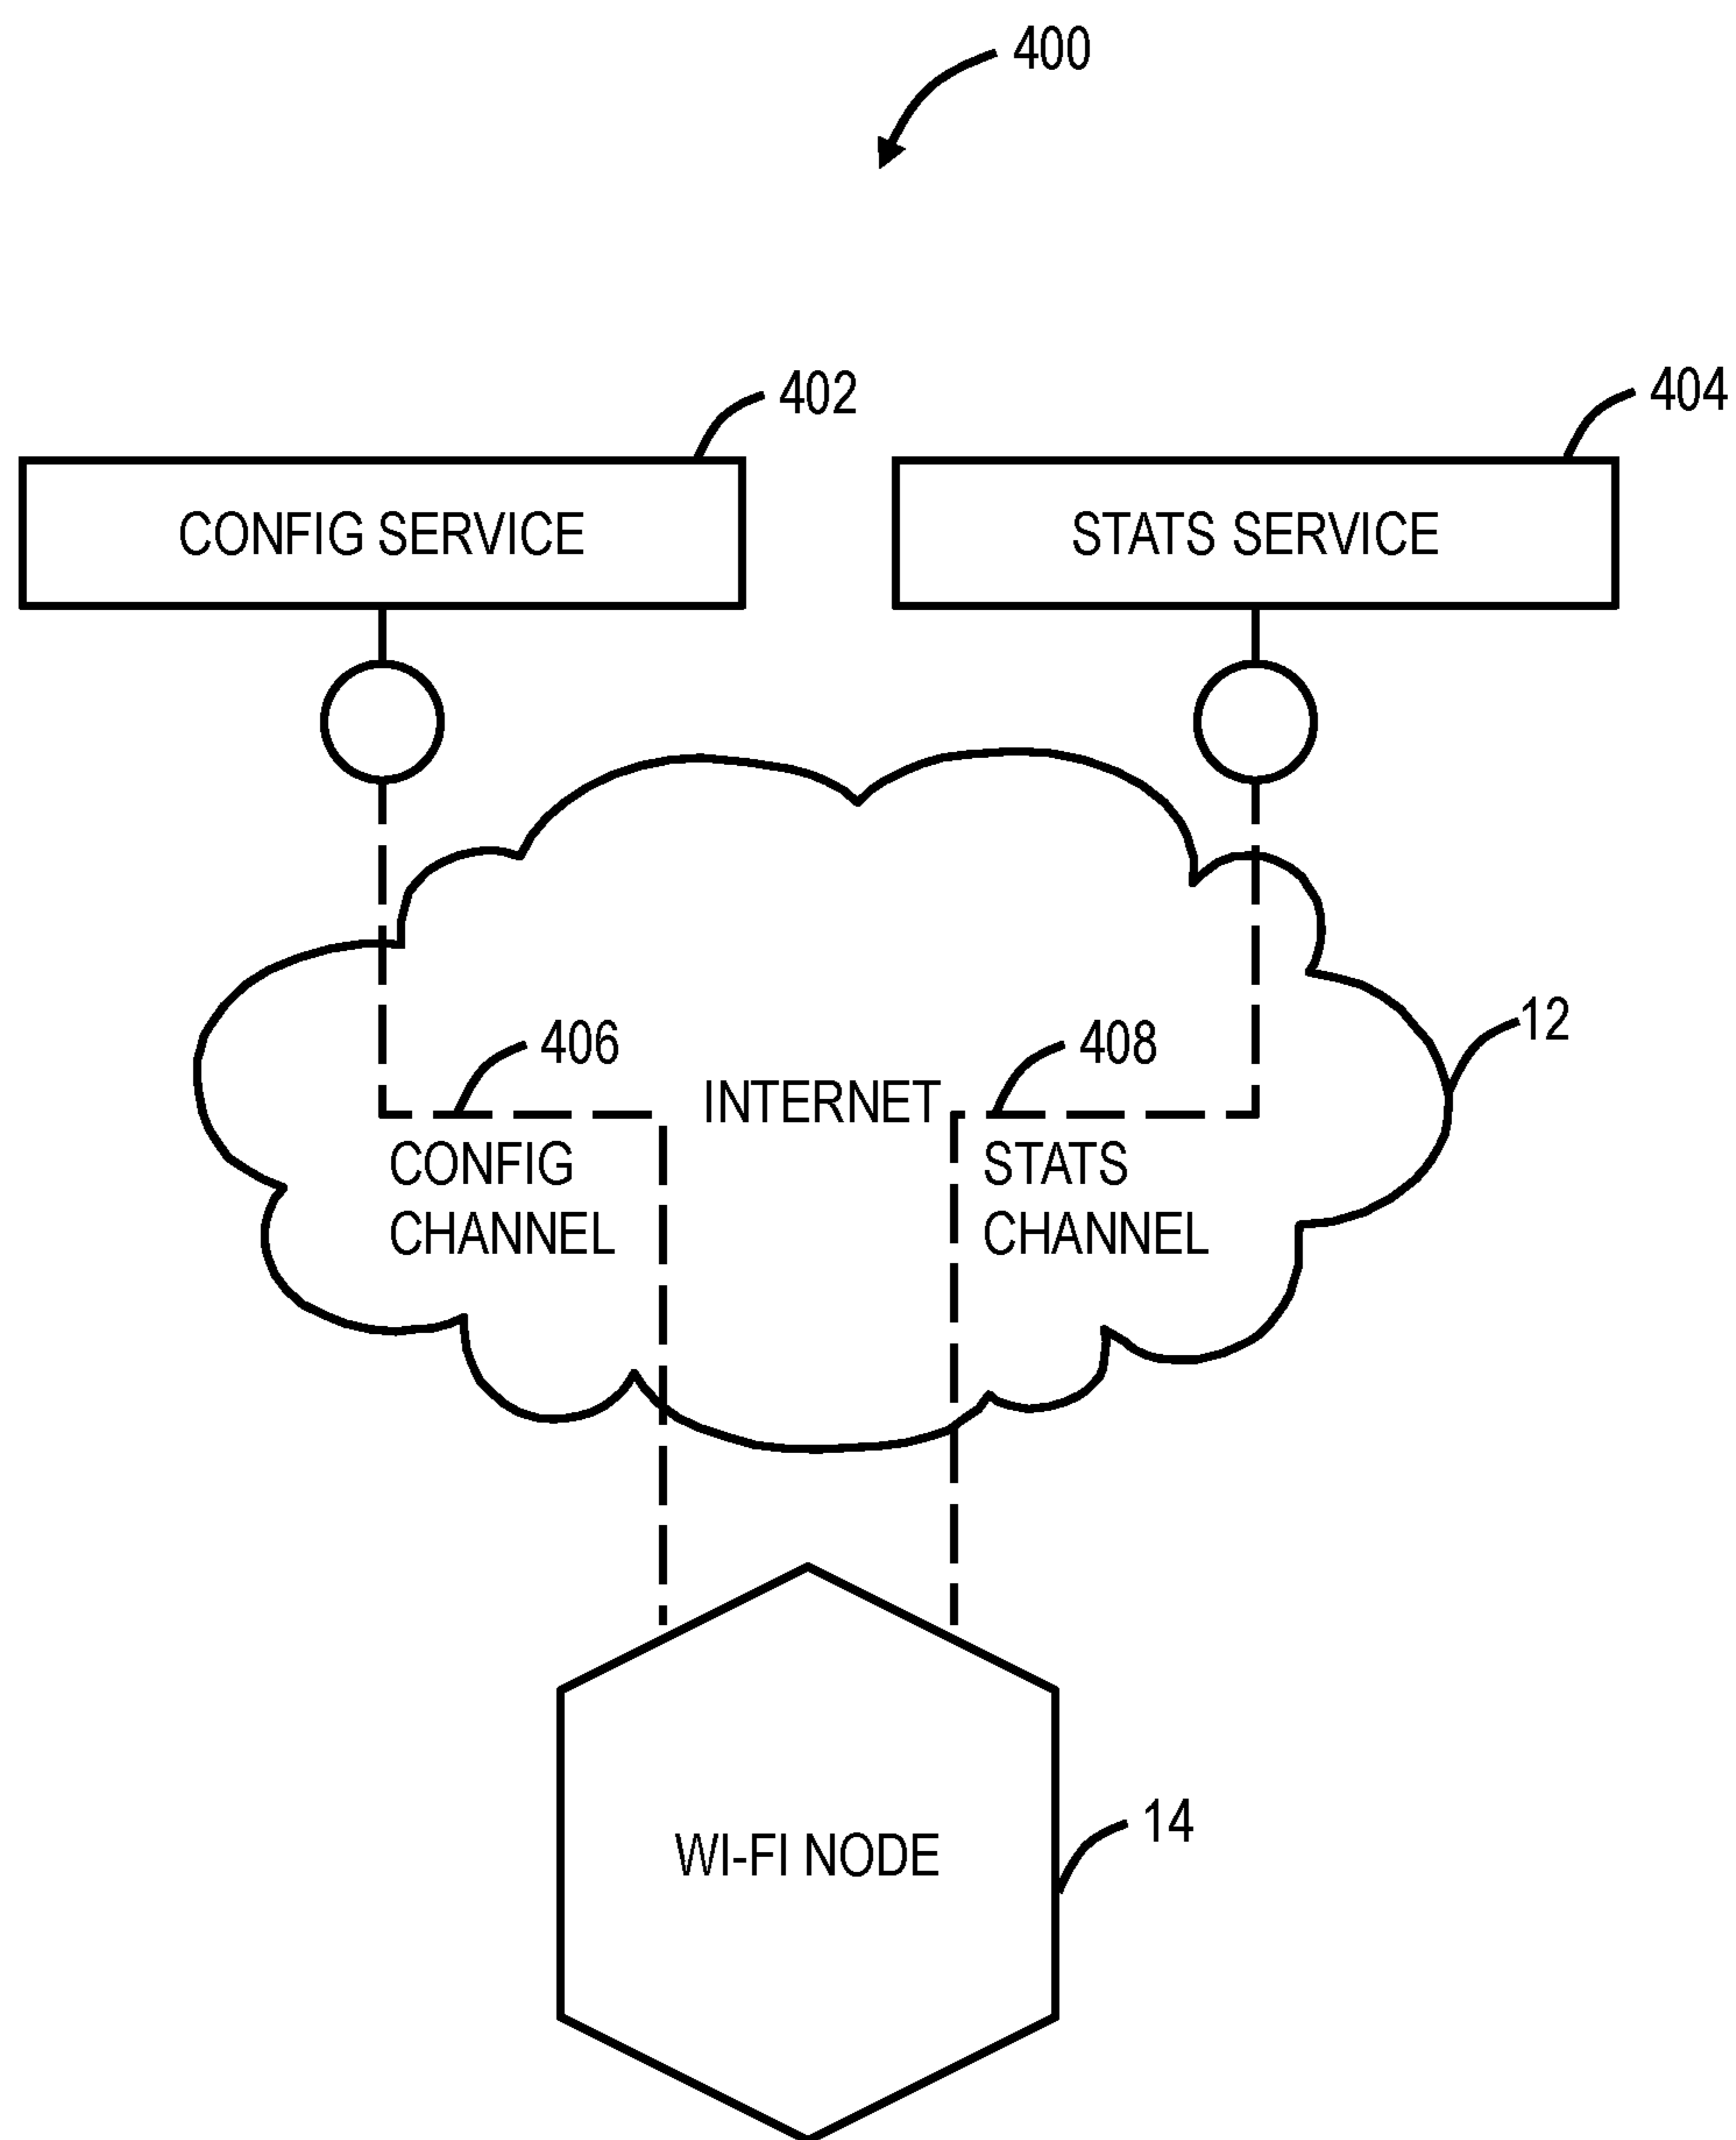 400
402
404
CONFIG SERVICE
STATS SERVICE
12
406
408
INTERNET
CONFIG
CHANNEL
STATS
CHANNEL
14
WI-FI NODE